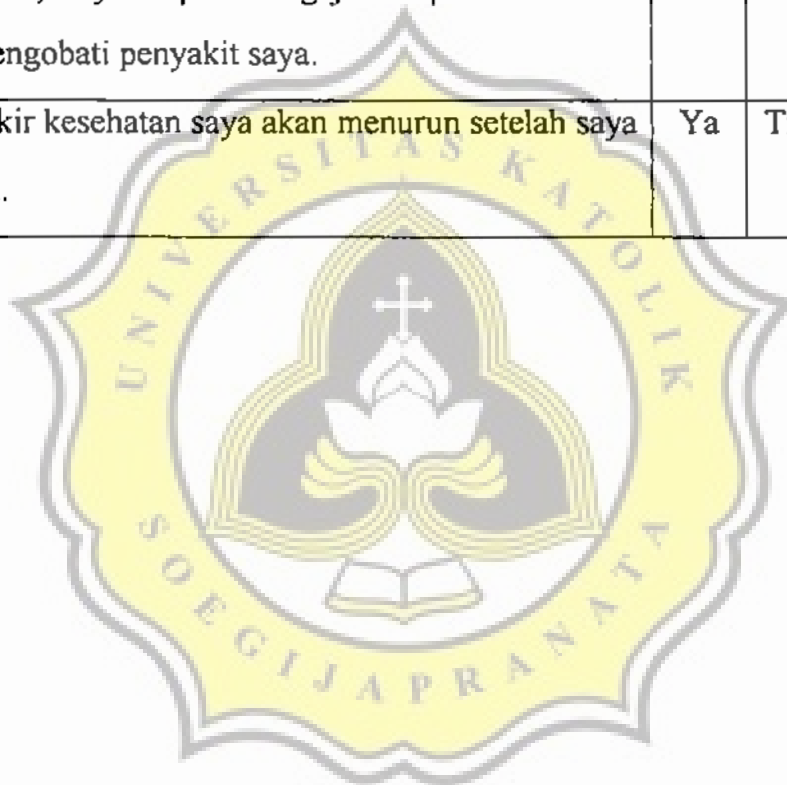 engobati penyakit saya.
kir kesehatan saya akan menurun setelah saya Ya T
.
UNIVERSITAS KATOLIK
SOEGIJAPRANATA